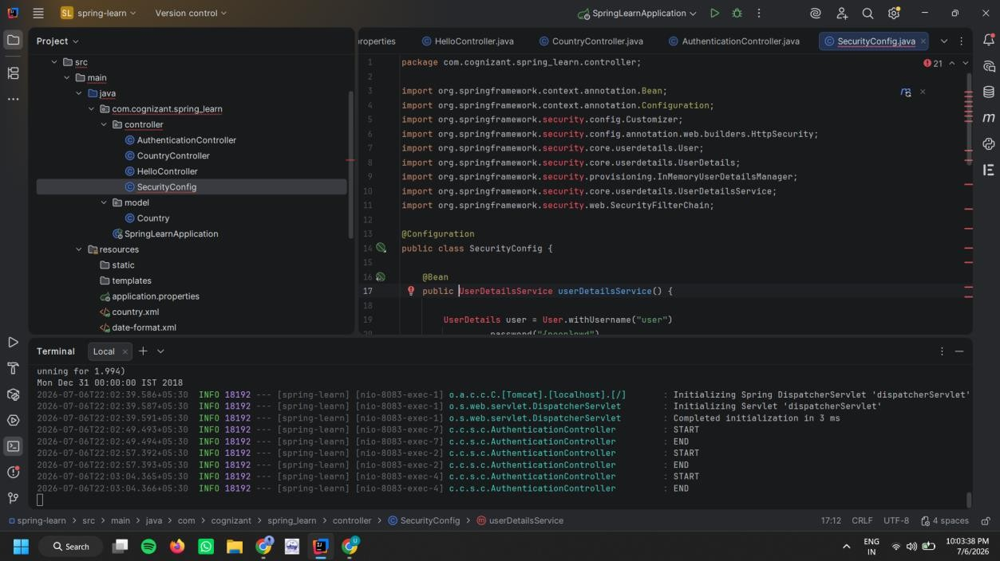 SL spring-learn Version control SpringLearnApplication
Project
src
main
java
com.cognizant.spring_learn
controller
AuthenticationController
CountryController
HelloController
SecurityConfig
model
Country
SpringLearnApplication
resources
static
templates
application.properties
country.xml
date-format.xml
roperties HelloController.java CountryController.java AuthenticationController.java SecurityConfig.java
21
1 package com.cognizant.spring_learn.controller;
2
3 import org.springframework.context.annotation.Bean;
4 import org.springframework.context.annotation.Configuration;
5 import org.springframework.security.config.Customizer;
6 import org.springframework.security.config.annotation.web.builders.HttpSecurity;
7 import org.springframework.security.core.userdetails.User;
8 import org.springframework.security.core.userdetails.UserDetails;
9 import org.springframework.security.provisioning.InMemoryUserDetailsManager;
10 import org.springframework.security.core.userdetails.UserDetailsService;
11 import org.springframework.security.web.SecurityFilterChain;
12
13 @Configuration
14 public class SecurityConfig {
15
16 @Bean
17 public UserDetailsService userDetailsService() {
18
19 UserDetails user = User.withUsername("user")
20 .password("{noop}pwd")
Terminal Local
unning for 1.994)
Mon Dec 31 00:00:00 IST 2018
2026-07-06T22:02:39.586+05:30 INFO 18192 --- [spring-learn] [nio-8083-exec-1] o.a.c.c.C.[Tomcat].[localhost].[/] : Initializing Spring DispatcherServlet 'dispatcherServlet'
2026-07-06T22:02:39.587+05:30 INFO 18192 --- [spring-learn] [nio-8083-exec-1] o.s.web.servlet.DispatcherServlet : Initializing Servlet 'dispatcherServlet'
2026-07-06T22:02:39.591+05:30 INFO 18192 --- [spring-learn] [nio-8083-exec-1] o.s.web.servlet.DispatcherServlet : Completed initialization in 3 ms
2026-07-06T22:02:49.493+05:30 INFO 18192 --- [spring-learn] [nio-8083-exec-7] c.c.s.c.AuthenticationController : START
2026-07-06T22:02:49.494+05:30 INFO 18192 --- [spring-learn] [nio-8083-exec-7] c.c.s.c.AuthenticationController : END
2026-07-06T22:02:57.392+05:30 INFO 18192 --- [spring-learn] [nio-8083-exec-2] c.c.s.c.AuthenticationController : START
2026-07-06T22:02:57.393+05:30 INFO 18192 --- [spring-learn] [nio-8083-exec-2] c.c.s.c.AuthenticationController : END
2026-07-06T22:03:04.365+05:30 INFO 18192 --- [spring-learn] [nio-8083-exec-4] c.c.s.c.AuthenticationController : START
2026-07-06T22:03:04.366+05:30 INFO 18192 --- [spring-learn] [nio-8083-exec-4] c.c.s.c.AuthenticationController : END
spring-learn > src > main > java > com > cognizant > spring_learn > controller > SecurityConfig > userDetailsService 17:12 CRLF UTF-8 4 spaces
Search
ENG
IN
10:03:38 PM
7/6/2026